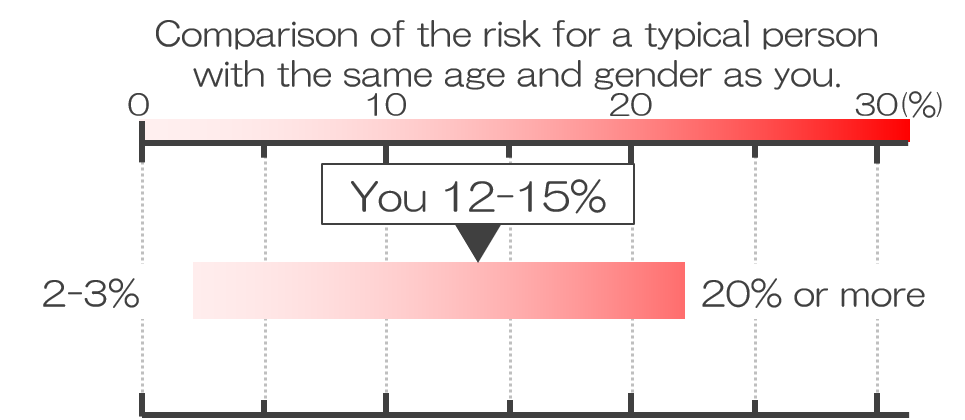 Comparison of the risk for a typical person
with the same age and gender as you.
0 10 20 30(%)
You 12-15%
2-3% 20% or more